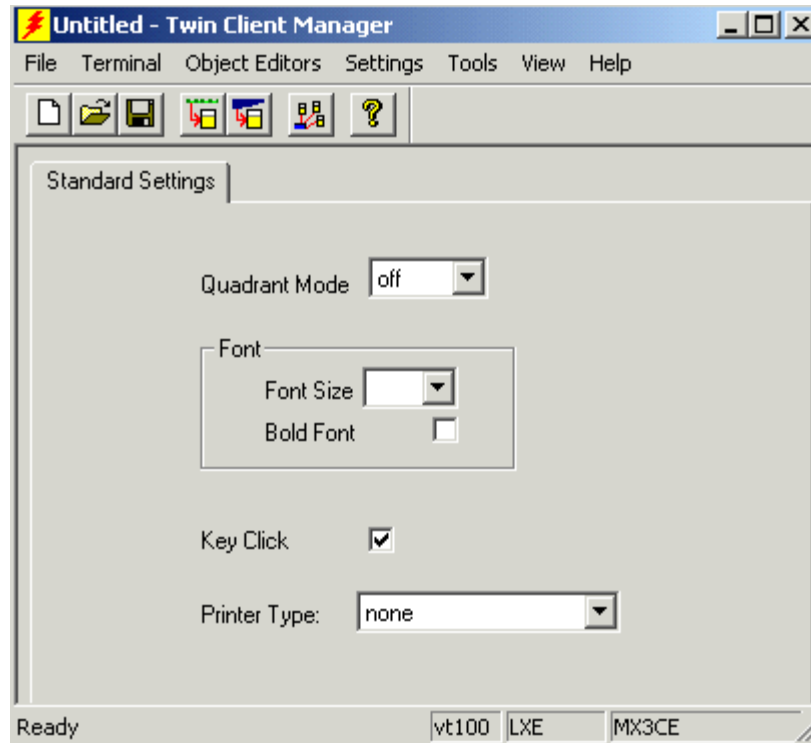 Untitled - Twin Client Manager
File Terminal Object Editors Settings Tools View Help
Standard Settings
Quadrant Mode off
Font
Font Size
Bold Font
Key Click
Printer Type: none
Ready vt100 LXE MX3CE